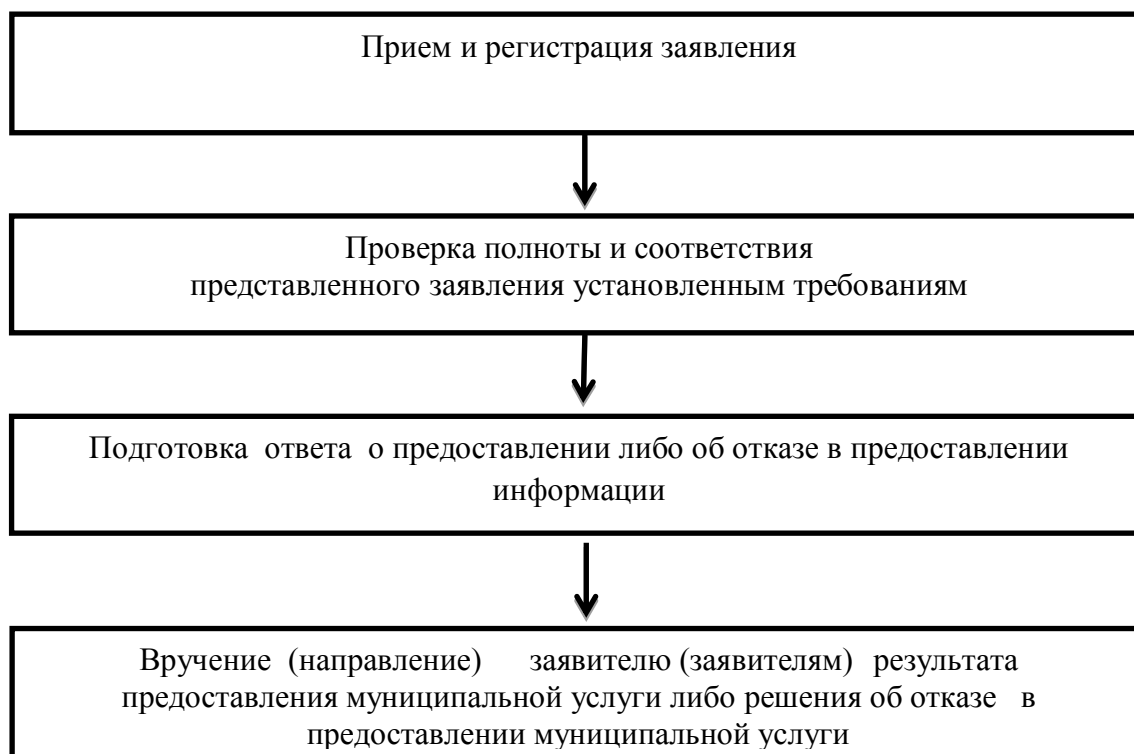 Прием и регистрация заявления
Проверка полноты и соответствия
представленного заявления установленным требованиям
Подготовка ответа о предоставлении либо об отказе в предоставлении
информации
Вручение (направление) заявителю (заявителям) результата
предоставления муниципальной услуги либо решения об отказе в
предоставлении муниципальной услуги